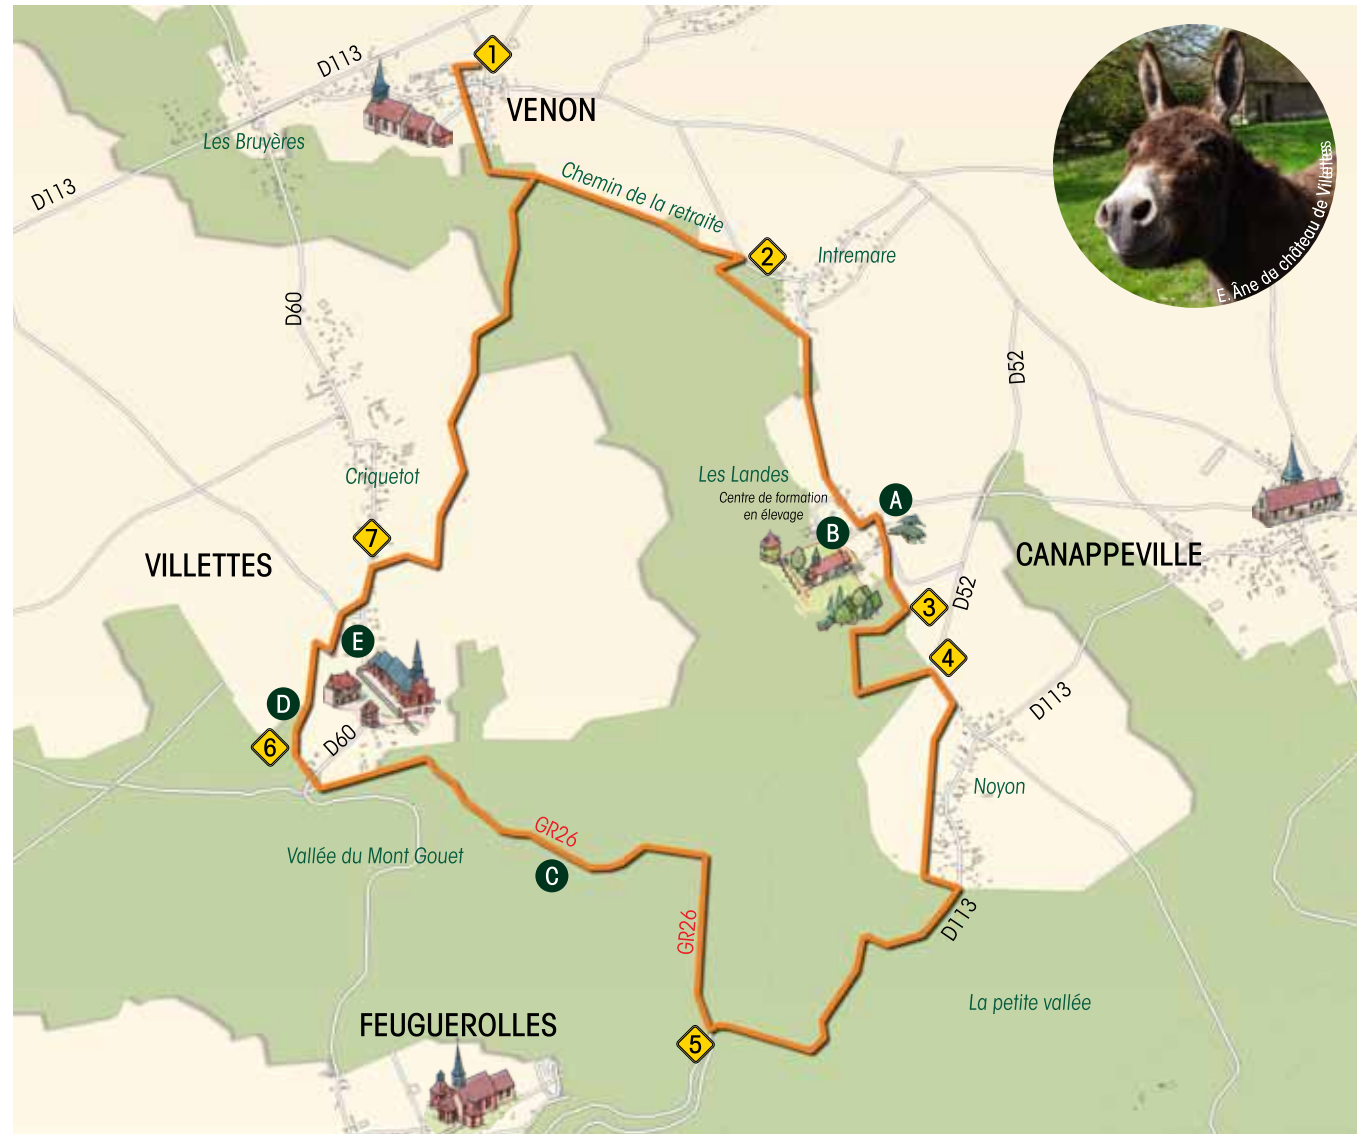 1
D113
VENON
Les Bruyères
Chemin de la retraite
D113
2
Intremare
E. Âne du château de Villettes
D60
D52
Criquetot
Les Landes
Centre de formation
en élevage
A
B
7
VILLETTES
CANAPPEVILLE
D52
3
E
4
D
D113
6
D60
Noyon
GR26
Vallée du Mont Gouet
C
GR26
D113
La petite vallée
FEUGUEROLLES
5